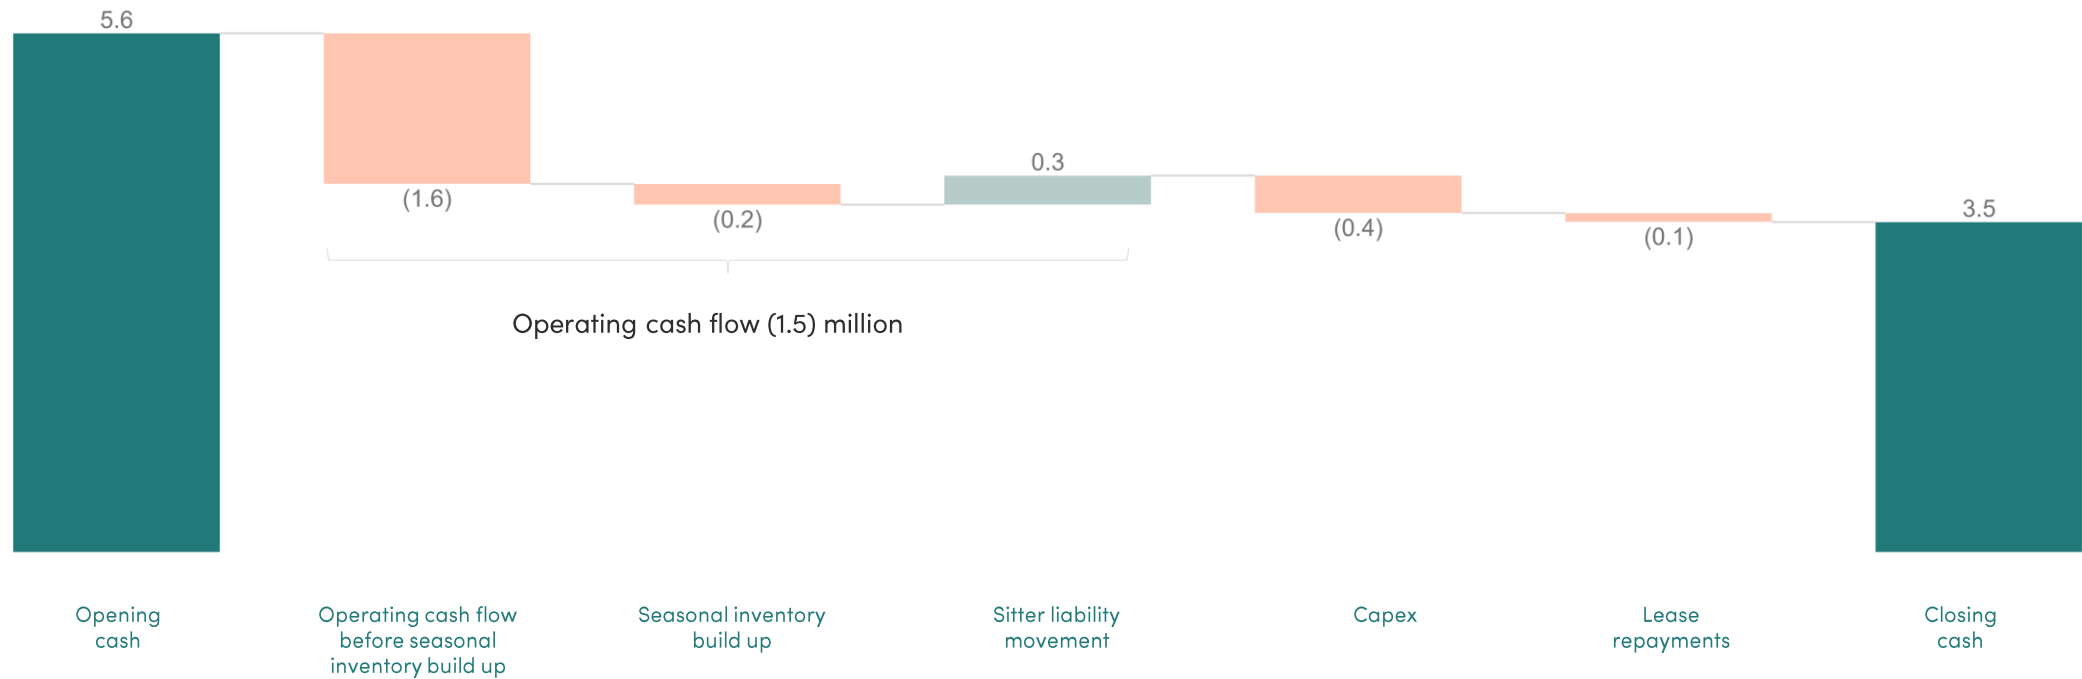 5.6
(1.6)
(0.2)
0.3
(0.4)
(0.1)
3.5
Operating cash flow (1.5) million
Opening
cash
Operating cash flow
before seasonal
inventory build up
Seasonal inventory
build up
Sitter liability
movement
Capex
Lease
repayments
Closing
cash